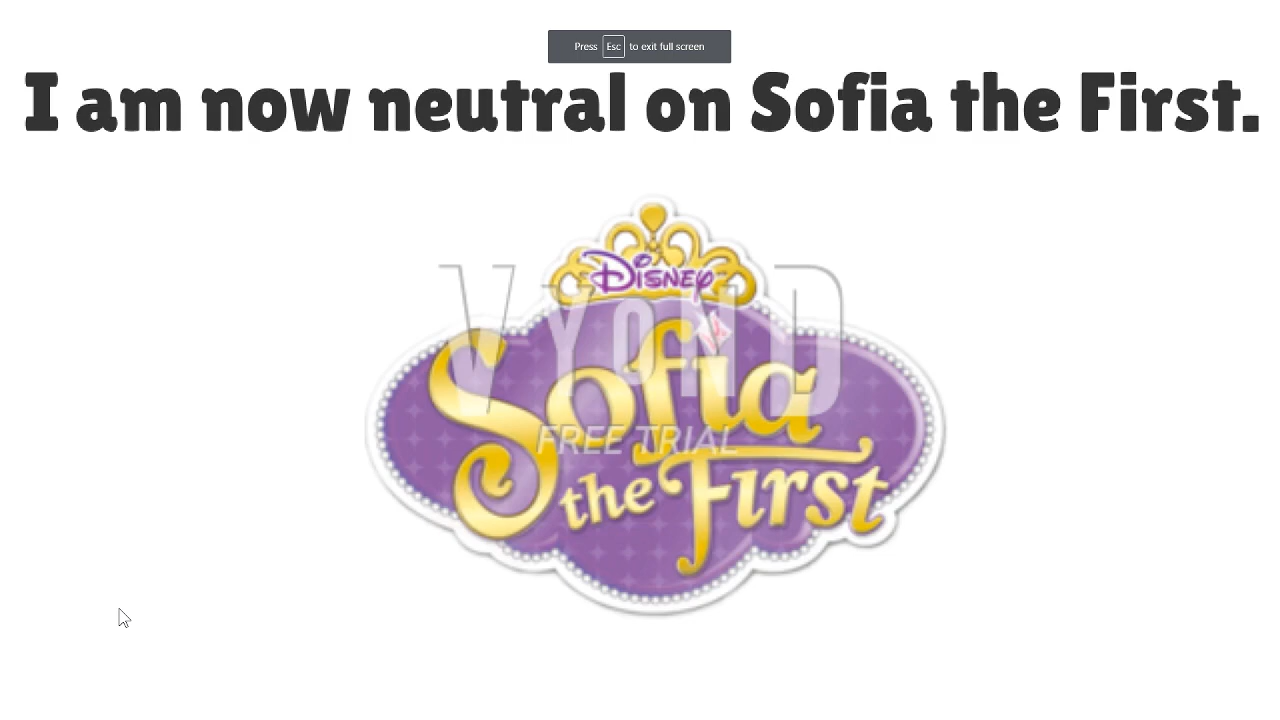 Press Esc to exit full screen
I am now neutral on Sofia the First.
Disney
VYOND
Sofia
FREE TRIAL
the First